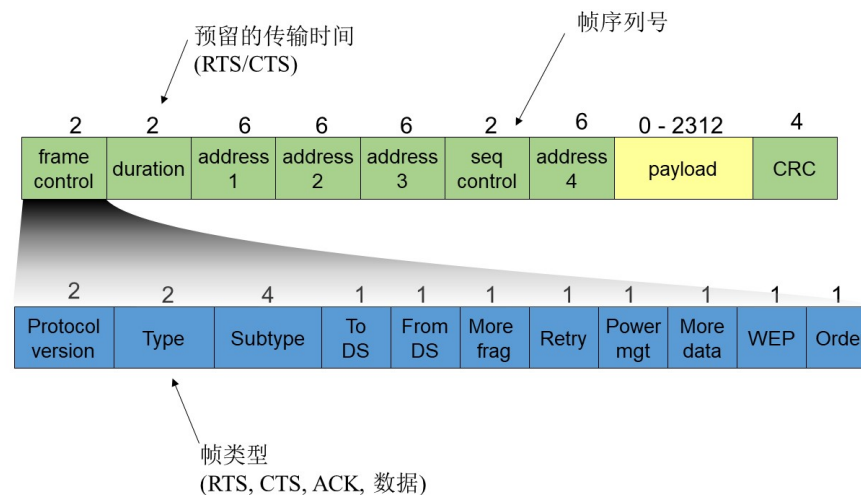 预留的传输时间
(RTS/CTS)
帧序列号
2 2 6 6 6 2 6 0 - 2312 4
frame control duration address 1 address 2 address 3 seq control address 4 payload CRC
2 2 4 1 1 1 1 1 1 1 1
Protocol version Type Subtype To DS From DS More frag Retry Power mgt More data WEP Orde
帧类型
(RTS, CTS, ACK, 数据)